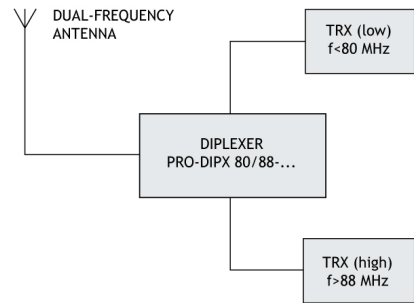 DUAL-FREQUENCY
ANTENNA
TRX (low)
f<80 MHz
DIPLEXER
PRO-DIPX 80/88-...
TRX (high)
f>88 MHz